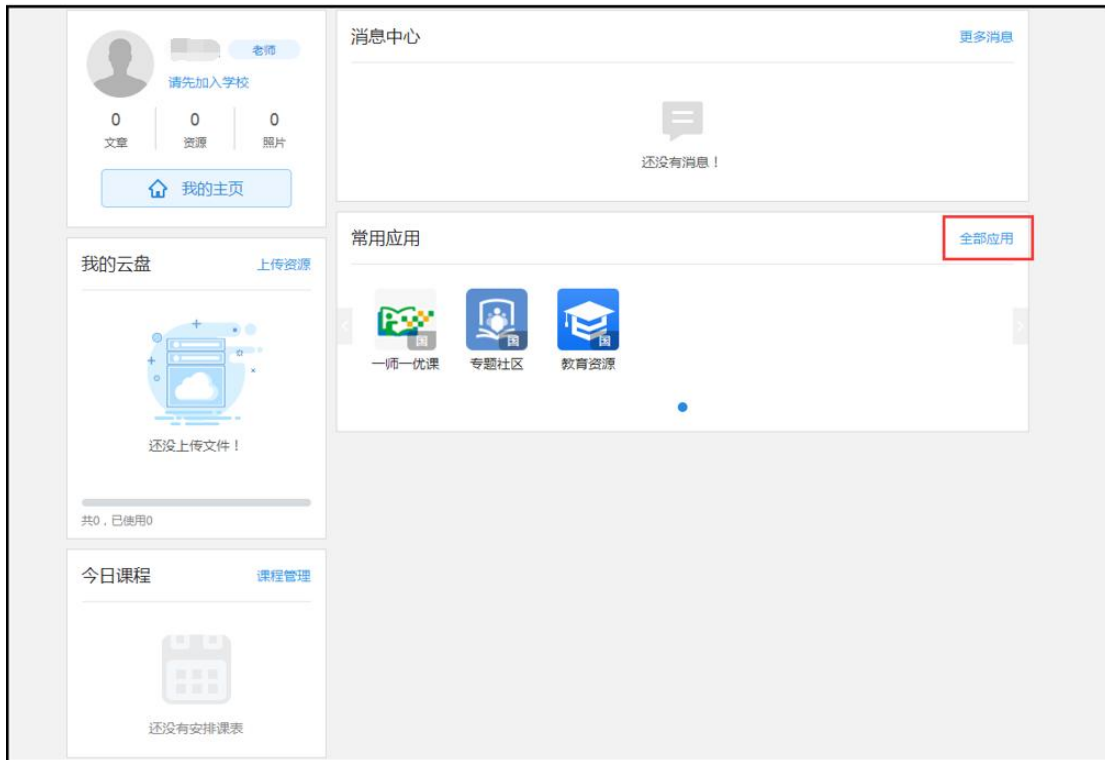 老师
请先加入学校
0 0 0
文章 资源 照片
我的主页
我的云盘 上传资源
还没上传文件！
共0，已使用0
今日课程 课程管理
还没有安排课表
消息中心 更多消息
还没有消息！
常用应用 全部应用
国 国 国
一师一优课 专题社区 教育资源